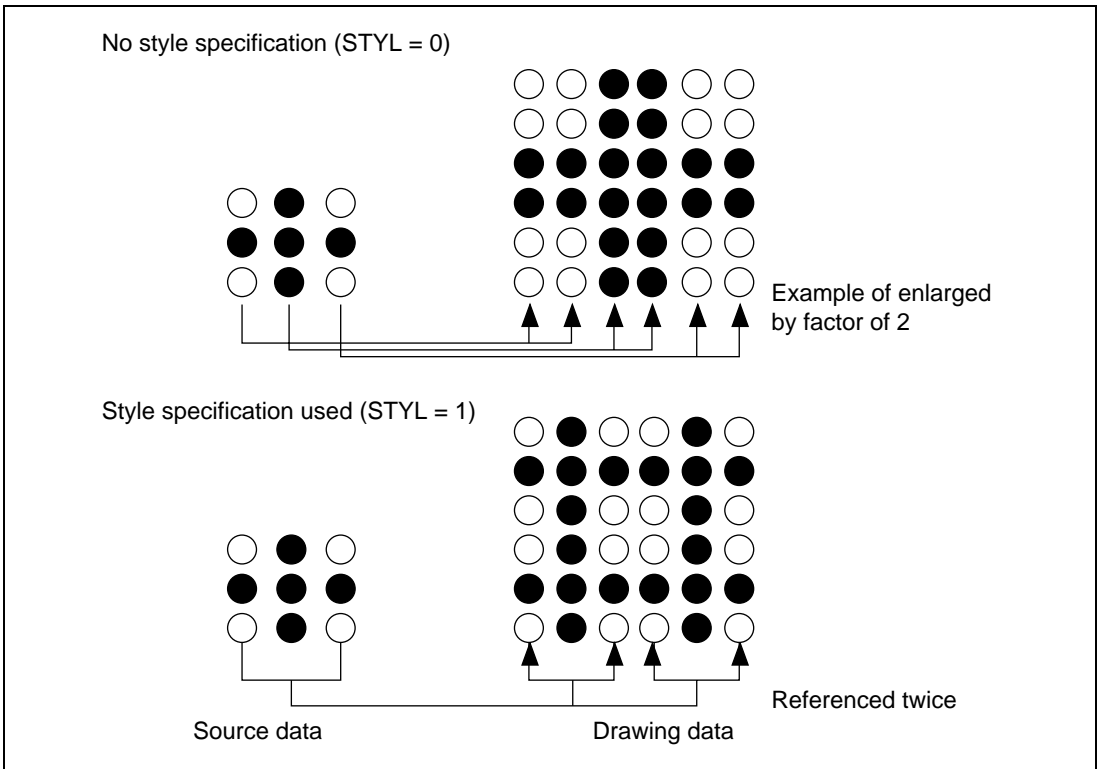 No style specification (STYL = 0)
Example of enlarged
by factor of 2
Style specification used (STYL = 1)
Referenced twice
Source data
Drawing data